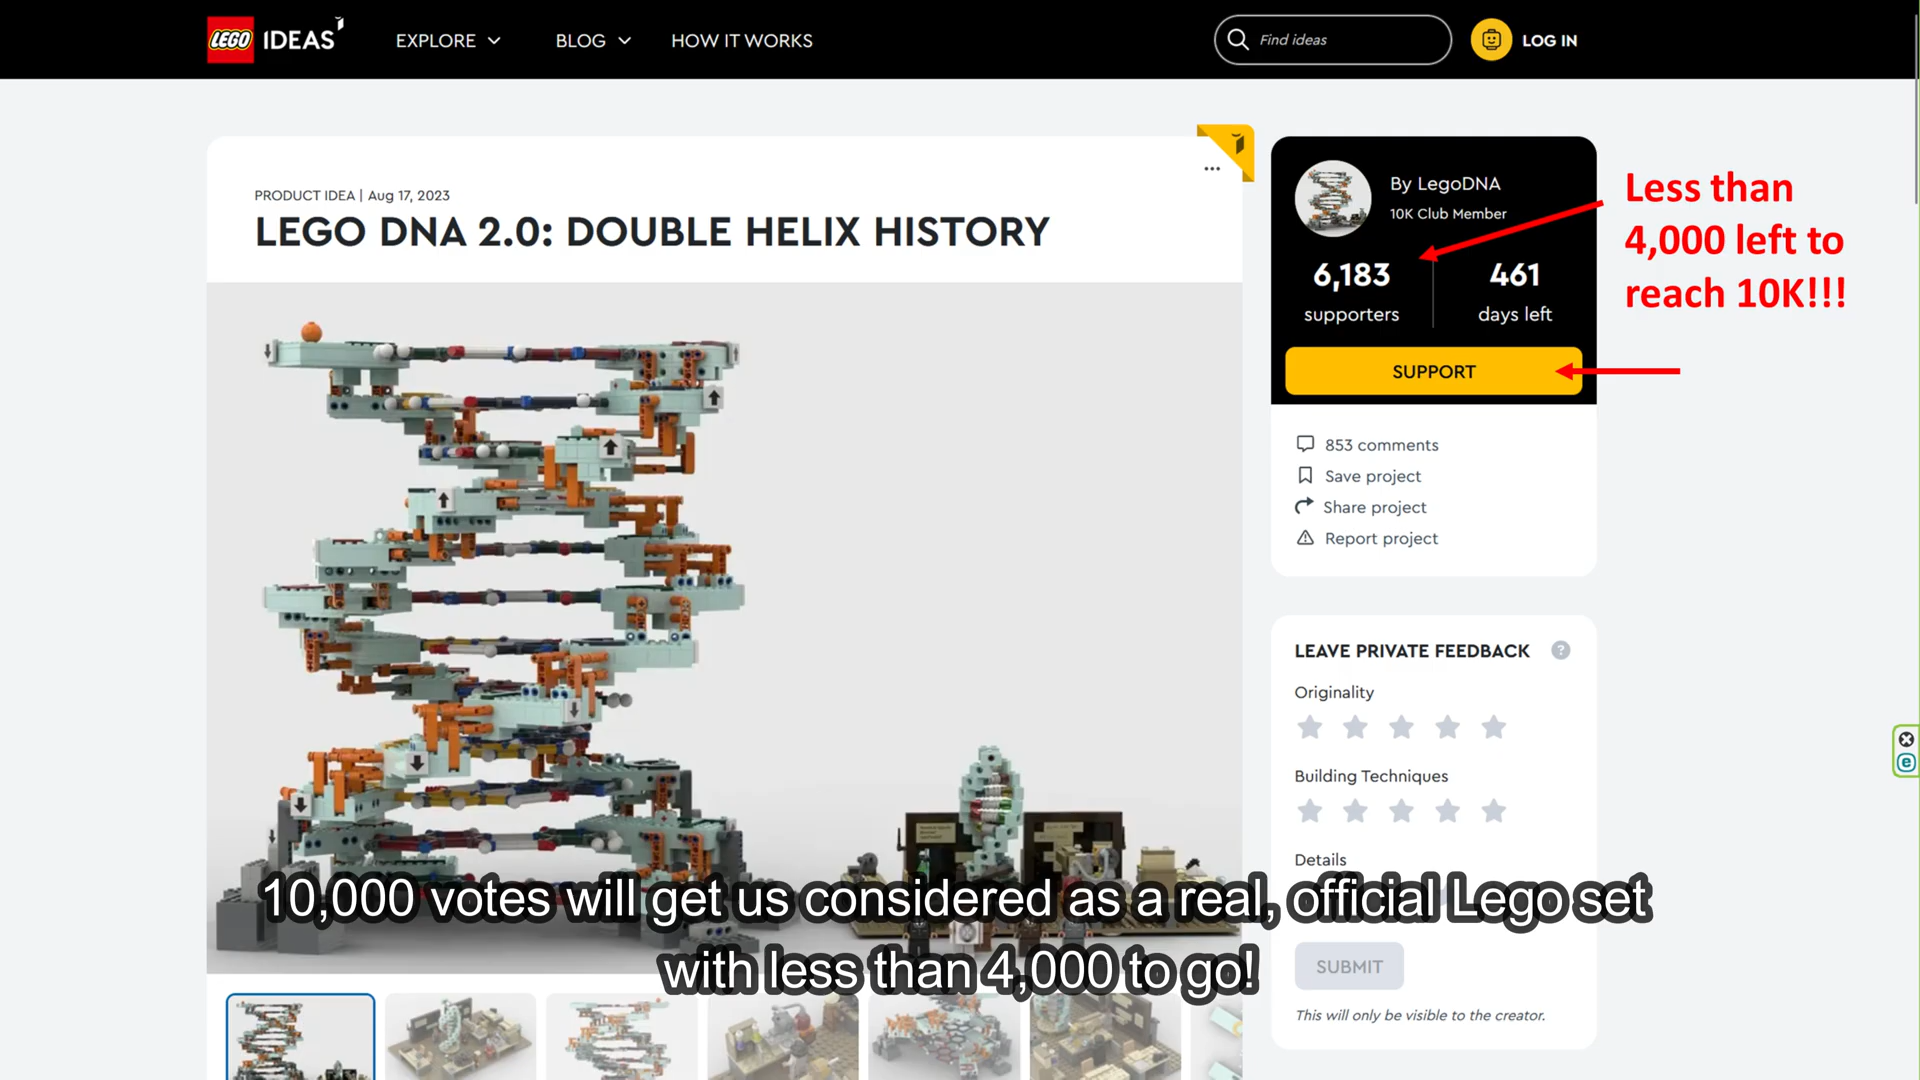 LEGO IDEAS
EXPLORE
BLOG
HOW IT WORKS
Find ideas
LOG IN
PRODUCT IDEA | Aug 17, 2023
LEGO DNA 2.0: DOUBLE HELIX HISTORY
...
By LegoDNA
10K Club Member
6,183
supporters
461
days left
SUPPORT
Less than
4,000 left to
reach 10K!!!
853 comments
Save project
Share project
Report project
LEAVE PRIVATE FEEDBACK ?
Originality
Building Techniques
Details
10,000 votes will get us considered as a real, official Lego set
with less than 4,000 to go!
SUBMIT
This will only be visible to the creator.